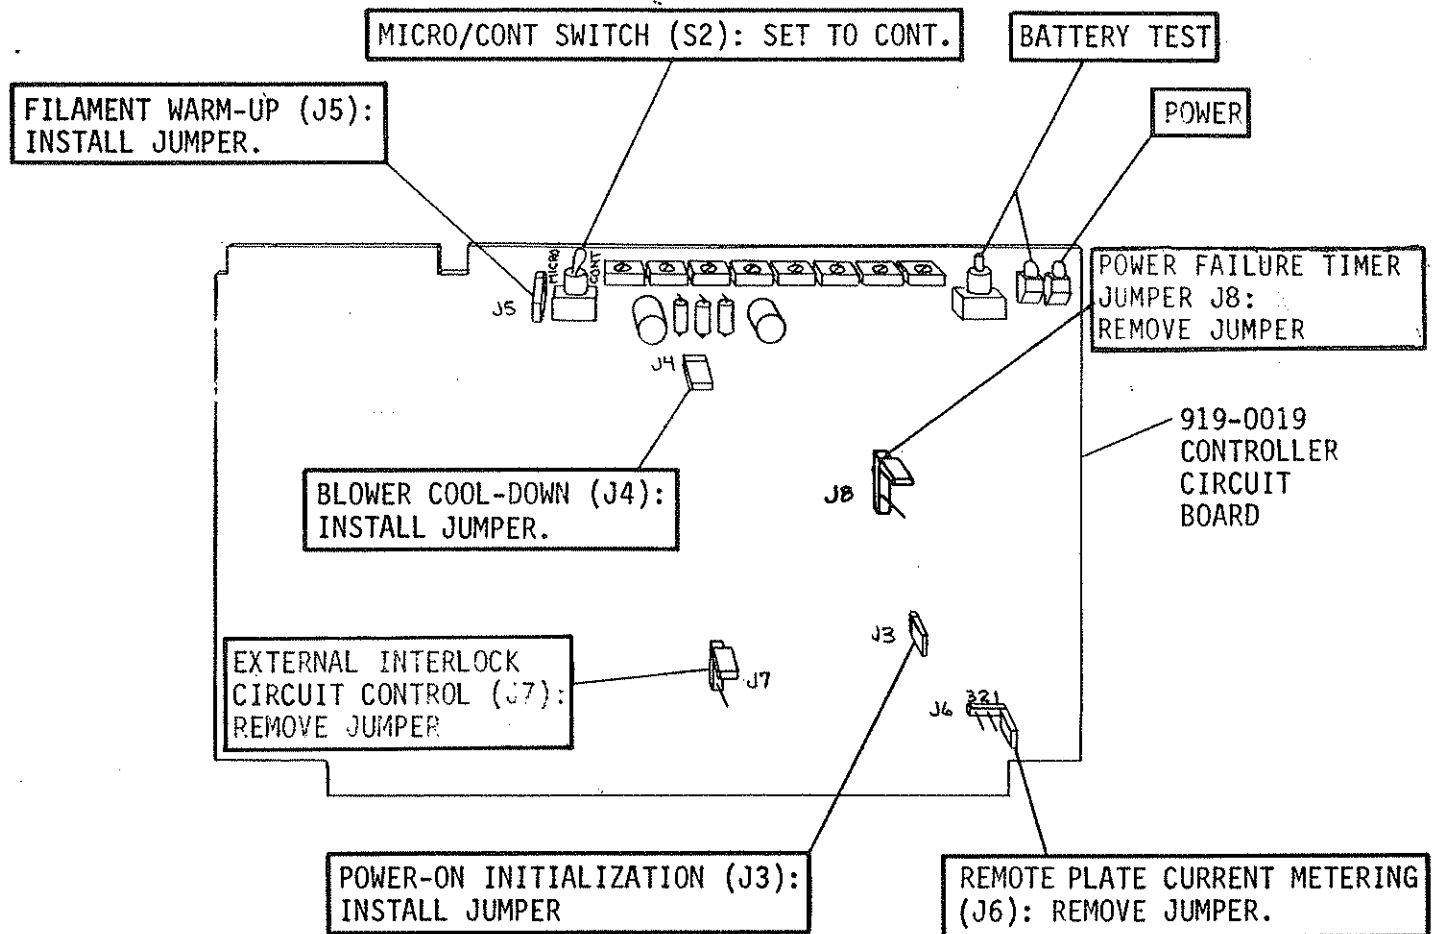 MICRO/CONT SWITCH (S2): SET TO CONT.
BATTERY TEST
FILAMENT WARM-UP (J5):
INSTALL JUMPER.
POWER
MICRO
CONT
J5
POWER FAILURE TIMER
JUMPER J8:
REMOVE JUMPER
J4
919-0019
CONTROLLER
CIRCUIT
BOARD
BLOWER COOL-DOWN (J4):
INSTALL JUMPER.
J8
J3
EXTERNAL INTERLOCK
CIRCUIT CONTROL (J7):
REMOVE JUMPER
J7
J6
321
POWER-ON INITIALIZATION (J3):
INSTALL JUMPER
REMOTE PLATE CURRENT METERING
(J6): REMOVE JUMPER.